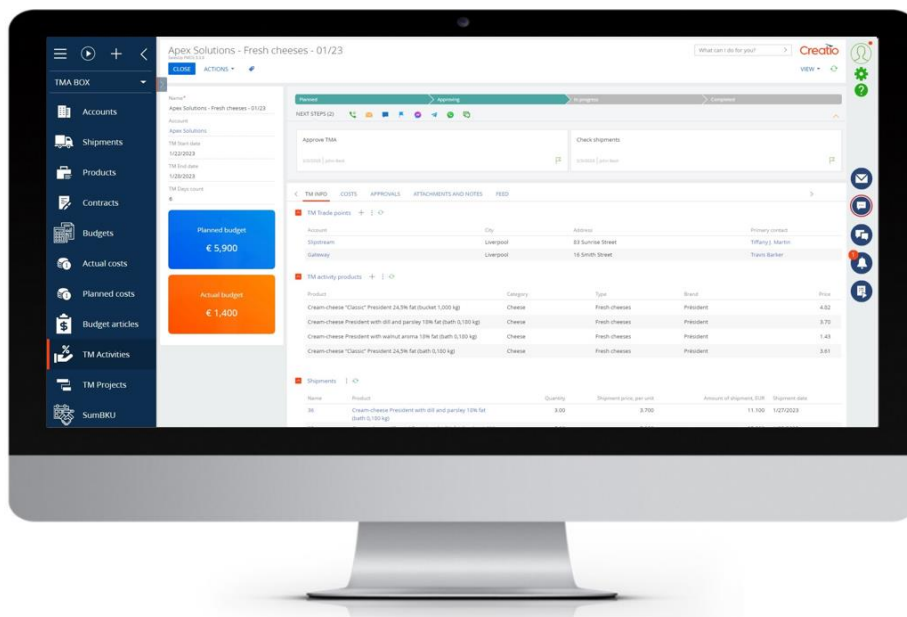 Apex Solutions - Fresh cheeses - 01/23
What can I do for you? >
Creatio
CLOSE ACTIONS
VIEW
TMA BOX
Accounts
Shipments
Products
Contracts
Budgets
Actual costs
Planned costs
Budget articles
TM Activities
TM Projects
SumBKU
Name*
Apex Solutions - Fresh cheeses - 01/23
Account
Apex Solutions
TM Start date
1/22/2023
TM End date
1/28/2023
TM Days count
6
Planned budget
€ 5,900
Actual budget
€ 1,400
Planned Approving In progress Completed
NEXT STEPS (2)
Approve TMA
Check shipments
TM INFO COSTS APPROVALS ATTACHMENTS AND NOTES FEED
TM Trade points
Account City Address Primary contact
Slipstream Liverpool 83 Sunrise Street Tiffany J. Martin
Gateway Liverpool 18 Smith Street Travis Barker
TM activity products
Product Category Type Brand Price
Cream-cheese "Classic" President 24,5% fat (bucket 1,000 kg) Cheese Fresh cheeses Président 4.82
Cream-cheese President with dill and parsley 10% fat (bath 0,100 kg) Cheese Fresh cheeses Président 3.70
Cream-cheese President with walnut aroma 10% fat (bath 0,100 kg) Cheese Fresh cheeses Président 1.43
Cream-cheese "Classic" President 24,5% fat (bath 0,100 kg) Cheese Fresh cheeses Président 3.61
Shipments
Name Product Quantity Shipment price, per unit Amount of shipment, EUR Shipment date
36 Cream-cheese President with dill and parsley 10% fat 3.00 3.700 11.100 1/27/2023
(bath 0,100 kg)